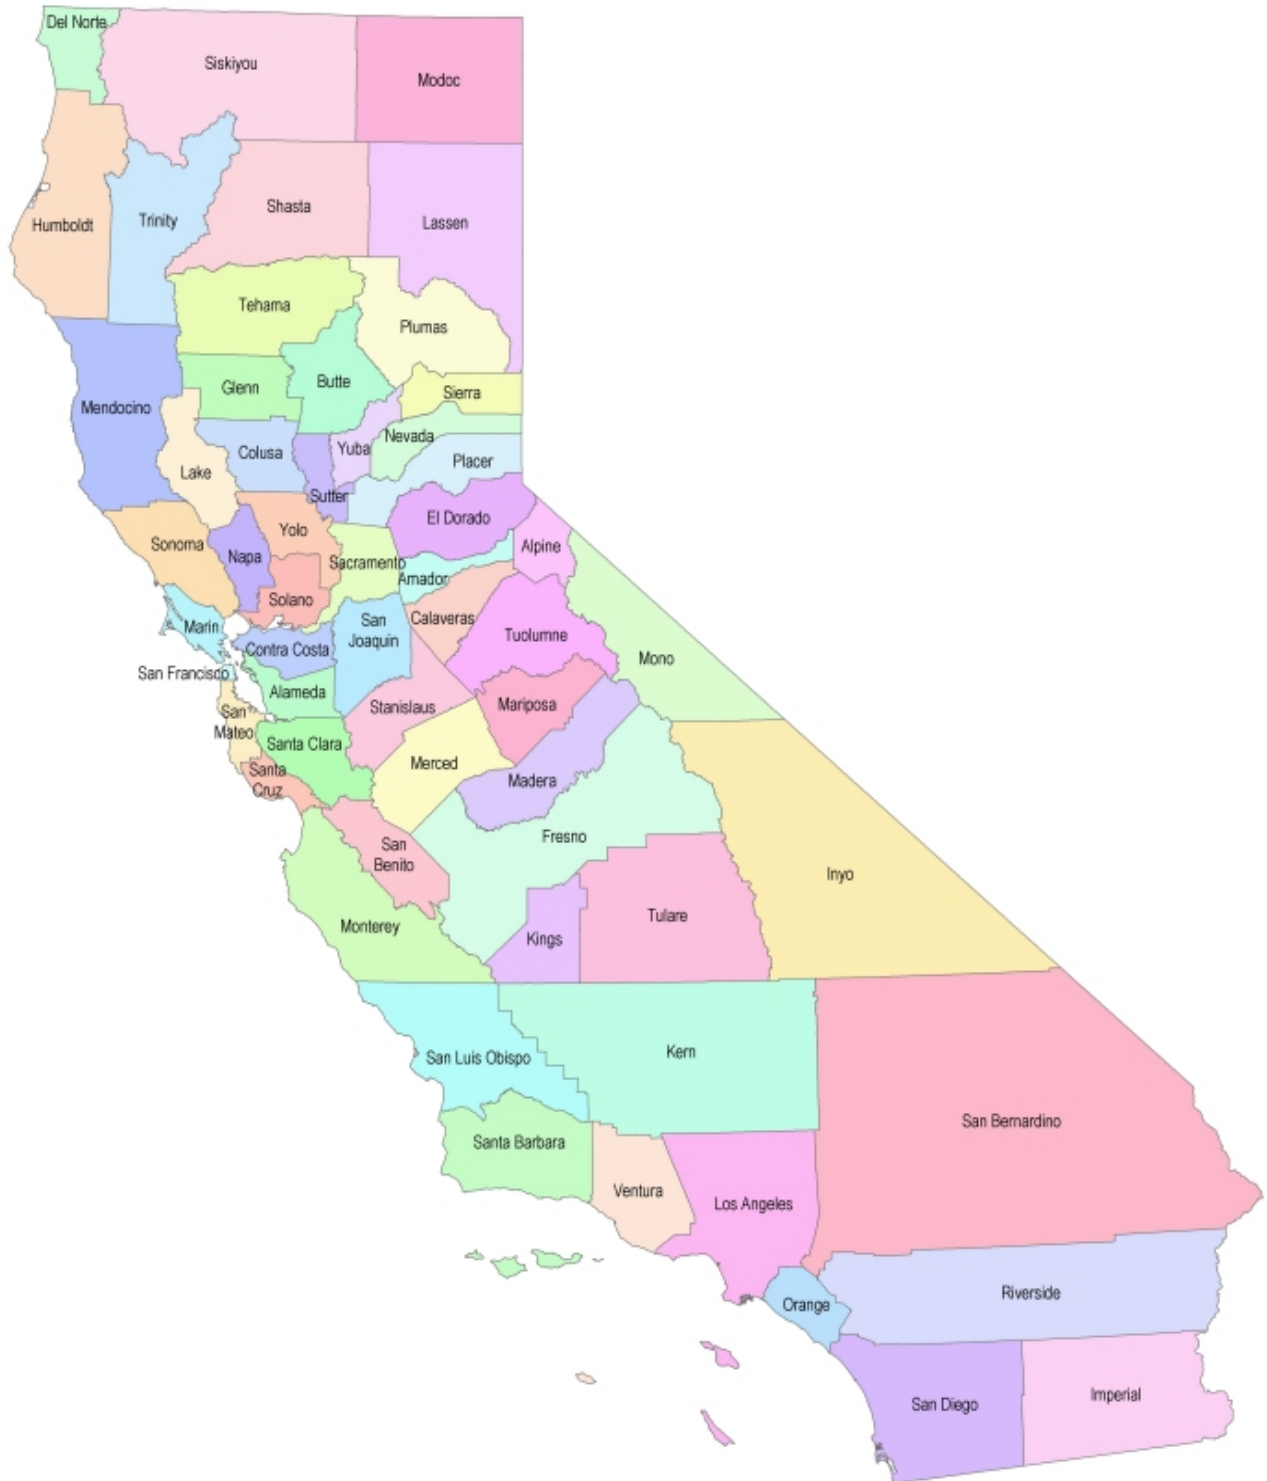 Del Norte
Siskiyou
Modoc
Humboldt
Trinity
Shasta
Lassen
Tehama
Plumas
Glenn
Butte
Sierra
Mendocino
Nevada
Yuba
Colusa
Placer
Lake
Sutter
El Dorado
Yolo
Sonoma
Napa
Alpine
Sacramento
Amador
Solano
Calaveras
San
Joaquin
Marin
Tuolumne
Contra Costa
Mono
San Francisco
Alameda
Mariposa
Stanislaus
San
Mateo
Santa Clara
Merced
Santa
Cruz
Madera
Fresno
San
Benito
Inyo
Tulare
Monterey
Kings
Kern
San Luis Obispo
San Bernardino
Santa Barbara
Ventura
Los Angeles
Riverside
Orange
Imperial
San Diego